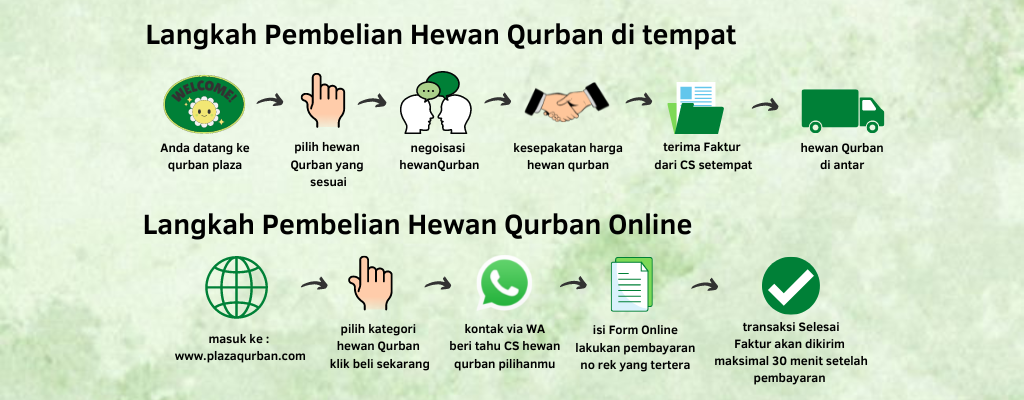 Langkah Pembelian Hewan Qurban di tempat
WELCOME!
Anda datang ke
qurban plaza
pilih hewan
Qurban yang
sesuai
negoisasi
hewanQurban
kesepakatan harga
hewan qurban
terima Faktur
dari CS setempat
hewan Qurban
di antar
Langkah Pembelian Hewan Qurban Online
masuk ke :
www.plazaqurban.com
pilih kategori
hewan Qurban
klik beli sekarang
kontak via WA
beri tahu CS hewan
qurban pilihanmu
isi Form Online
lakukan pembayaran
no rek yang tertera
transaksi Selesai
Faktur akan dikirim
maksimal 30 menit setelah
pembayaran